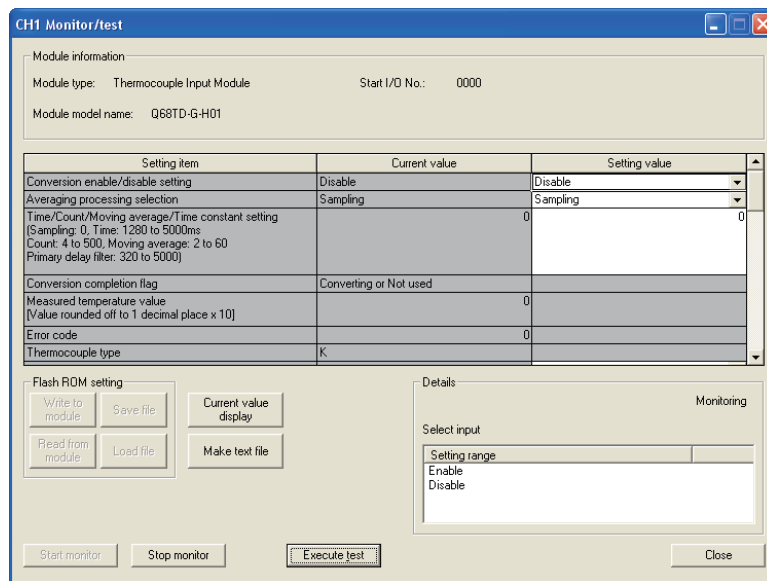 CH1 Monitor/test
Module information
Module type: Thermocouple Input Module Start I/O No.: 0000
Module model name: Q68TD-G-H01
Setting item Current value Setting value
Conversion enable/disable setting Disable Disable
Averaging processing selection Sampling Sampling
Time/Count/Moving average/Time constant setting 0 0
(Sampling: 0, Time: 1280 to 5000ms
Count: 4 to 500, Moving average: 2 to 60
Primary delay filter: 320 to 5000)
Conversion completion flag Converting or Not used
Measured temperature value 0
[Value rounded off to 1 decimal place x 10]
Error code 0
Thermocouple type K
Flash ROM setting
Write to
module
Save file
Current value
display
Read from
module
Load file
Make text file
Details
Monitoring
Select input
Setting range
Enable
Disable
Start monitor Stop monitor Execute test Close